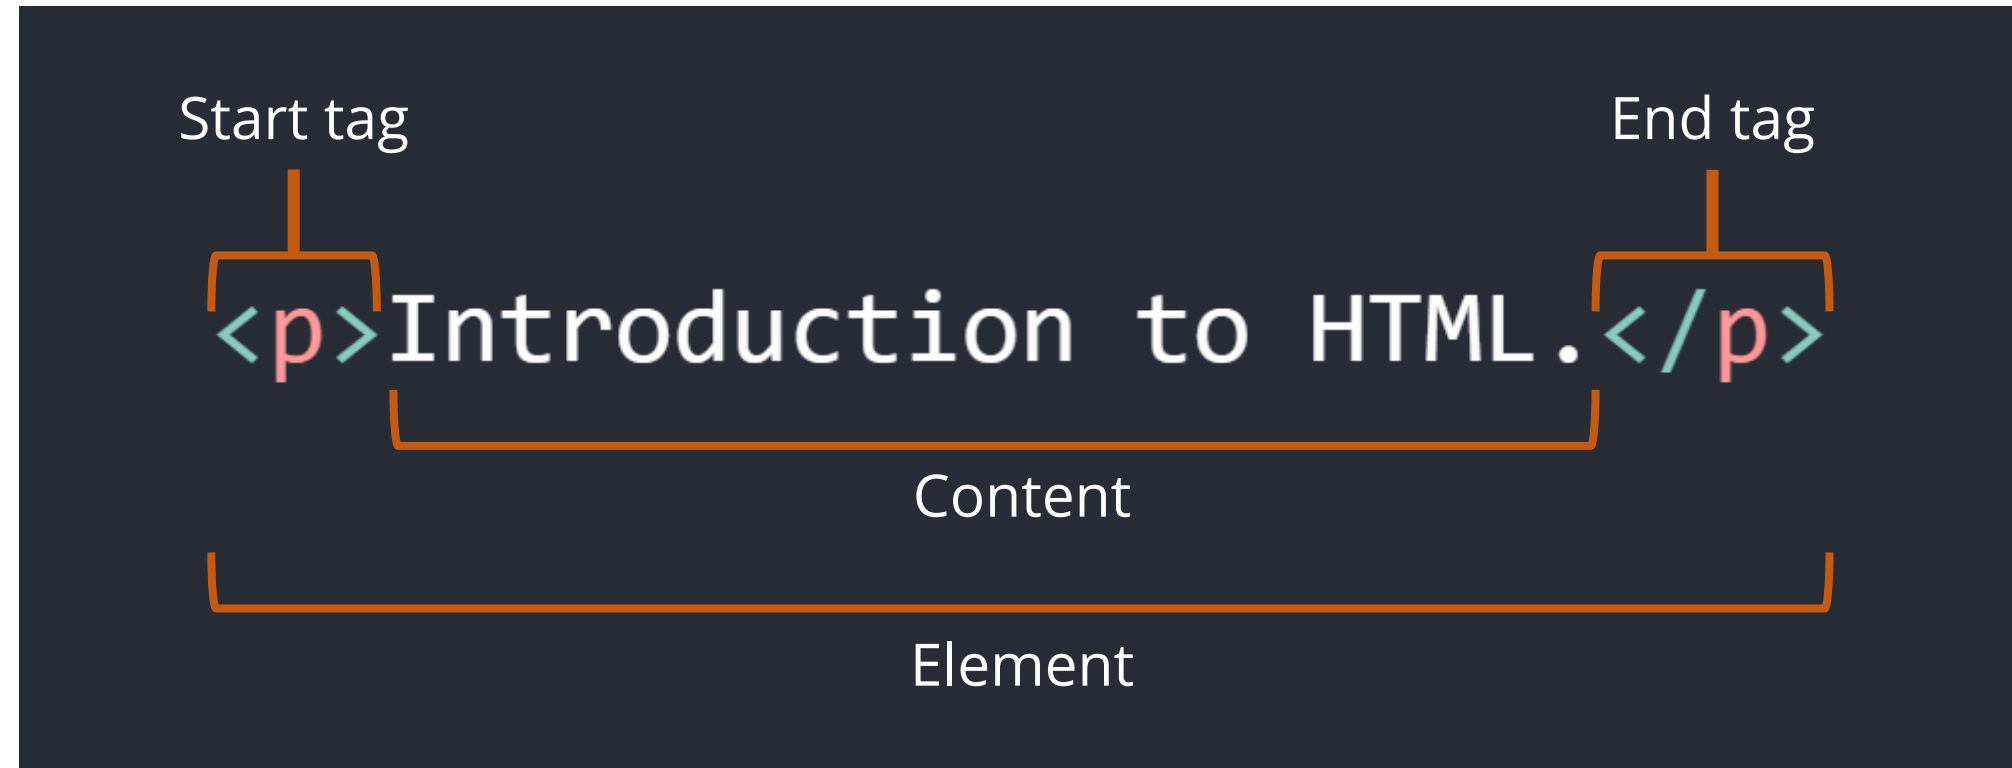 Start tag End tag
<p>Introduction to HTML.</p>
Content
Element